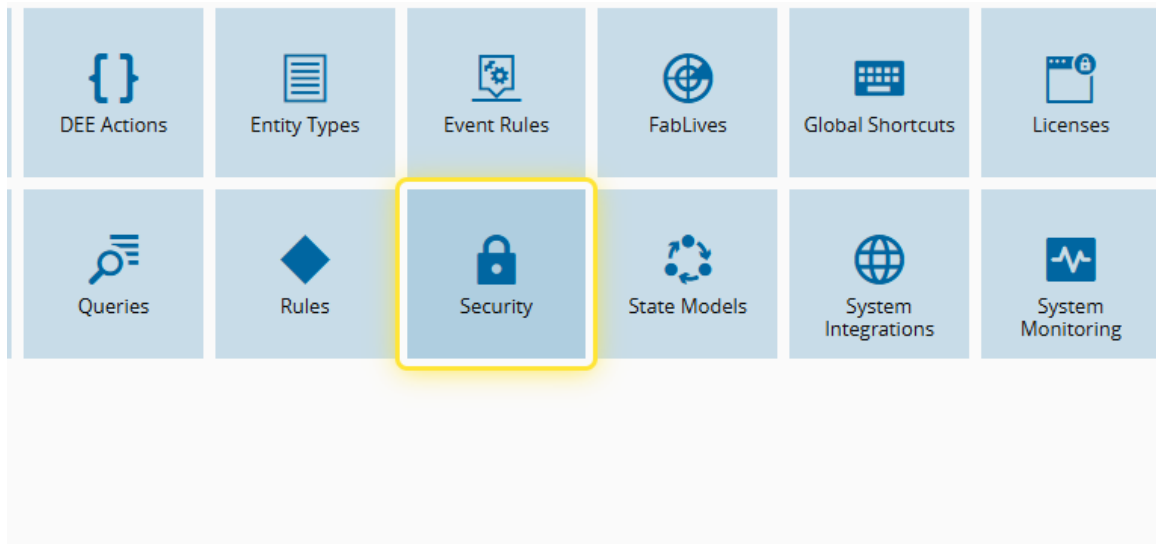 DEE Actions
Entity Types
Event Rules
FabLives
Global Shortcuts
Licenses
Queries
Rules
Security
State Models
System
Integrations
System
Monitoring